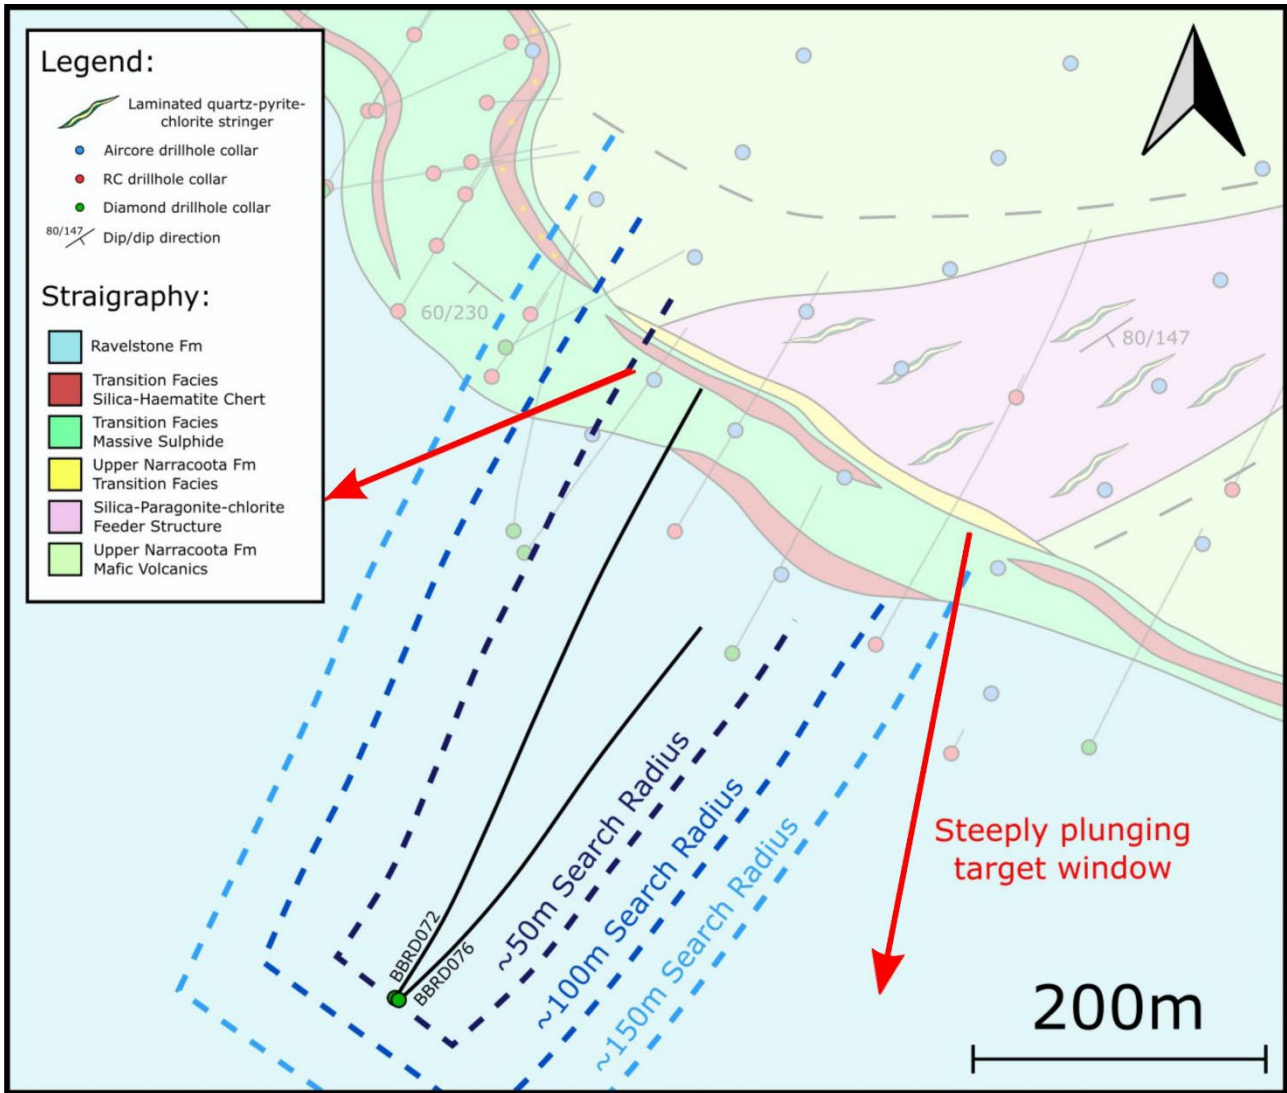 Legend:
Laminated quartz-pyrite-
chlorite stringer
Aircore drillhole collar
RC drillhole collar
Diamond drillhole collar
80/147
Dip/dip direction
Straigraphy:
Ravelstone Fm
Transition Facies
Silica-Haematite Chert
Transition Facies
Massive Sulphide
Upper Narracoota Fm
Transition Facies
Silica-Paragonite-chlorite
Feeder Structure
Upper Narracoota Fm
Mafic Volcanics
60/230
80/147
BBRD072
BBRD076
~50m Search Radius
~100m Search Radius
~150m Search Radius
Steeply plunging
target window
200m